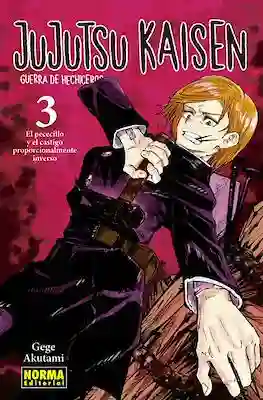 JUJUTSU KAISEN
GUERRA DE HECHICEROS
3
El pececillo
y el castigo
proporcionalmente
inverso
Gege
Akutami
NORMA
Editorial